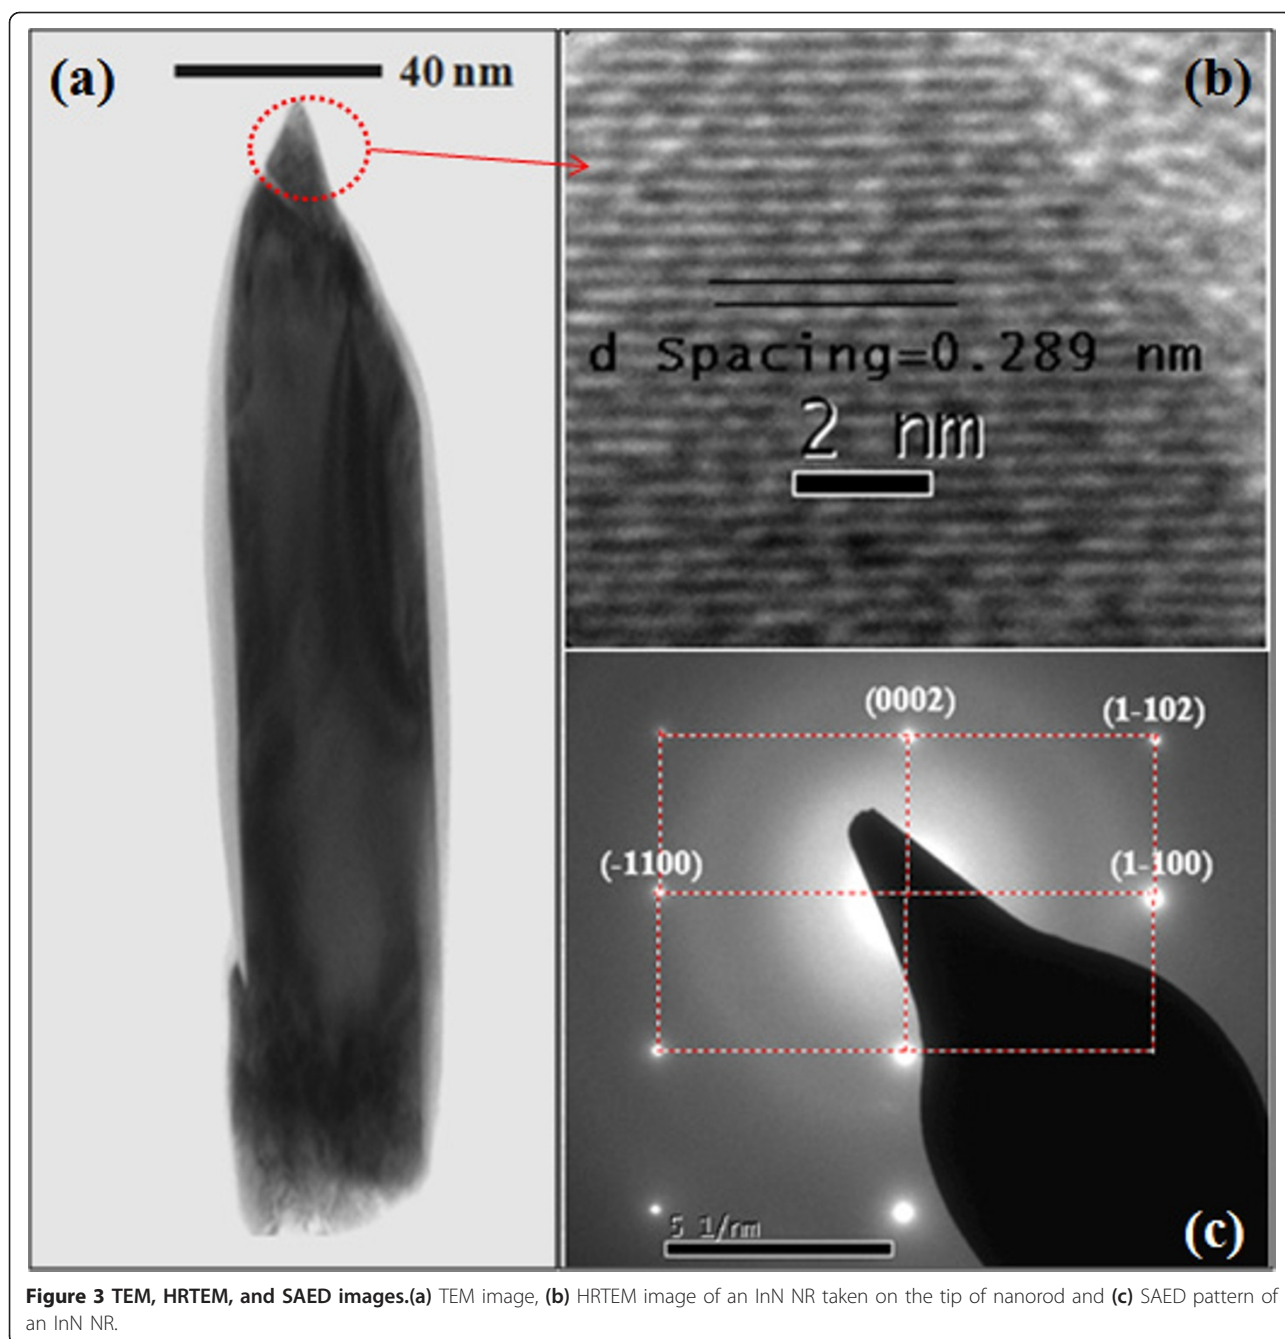 (a)
40 nm
(b)
d Spacing=0.289 nm
2 nm
(0002)
(1-102)
(-1100)
(1-100)
5 1/nm
(c)
Figure 3 TEM, HRTEM, and SAED images.(a) TEM image, (b) HRTEM image of an InN NR taken on the tip of nanorod and (c) SAED pattern of
an InN NR.